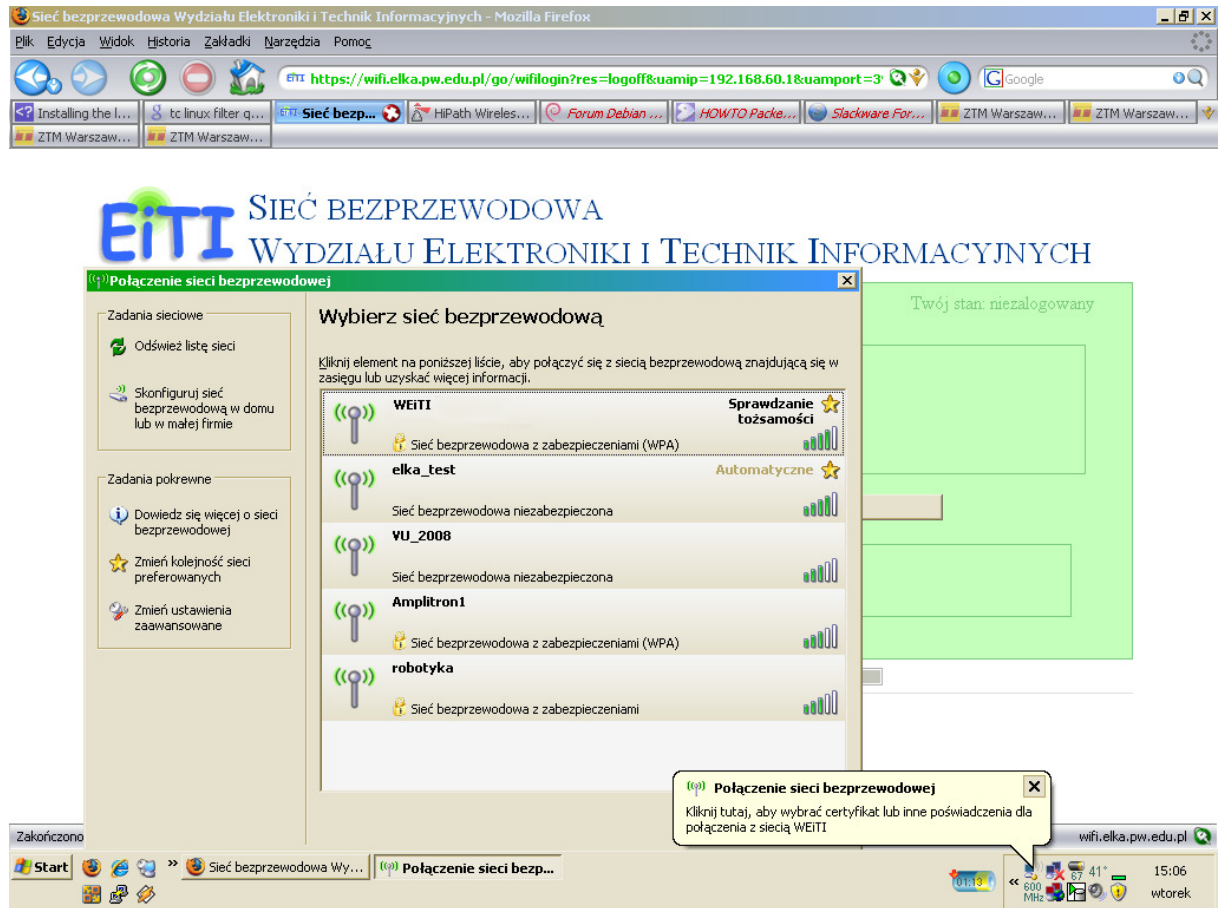 Sieć bezprzewodowa Wydziału Elektroniki i Technik Informacyjnych - Mozilla Firefox
Plik Edycja Widok Historia Zakładki Narzędzia Pomoc
EiTI https://wifi.elka.pw.edu.pl/go/wifilogin?res=logoff&uamip=192.168.60.1&uamport=3 Google
Installing the l... tc linux filter q... Sieć bezp... HiPath Wireles... Forum Debian ... HOWTO Packe... Slackware For... ZTM Warszaw... ZTM Warszaw...
ZTM Warszaw... ZTM Warszaw...
EiTI
Sieć bezprzewodowa
Wydziału Elektroniki i Technik Informacyjnych
Twój stan: niezalogowany
Połączenie sieci bezprzewodowej
Zadania sieciowe
Odśwież listę sieci
Skonfiguruj sieć
bezprzewodową w domu
lub w małej firmie
Zadania pokrewne
Dowiedz się więcej o sieci
bezprzewodowej
Zmień kolejność sieci
preferowanych
Zmień ustawienia
zaawansowane
Wybierz sieć bezprzewodową
Kliknij element na poniższej liście, aby połączyć się z siecią bezprzewodową znajdującą się w
zasięgu lub uzyskać więcej informacji.
WEiTI Sprawdzanie
tożsamości
Sieć bezprzewodowa z zabezpieczeniami (WPA)
elka_test Automatyczne
Sieć bezprzewodowa niezabezpieczona
VU_2008
Sieć bezprzewodowa niezabezpieczona
Amplitron1
Sieć bezprzewodowa z zabezpieczeniami (WPA)
robotyka
Sieć bezprzewodowa z zabezpieczeniami
Połączenie sieci bezprzewodowej
Kliknij tutaj, aby wybrać certyfikat lub inne poświadczenia dla
połączenia z siecią WEiTI
Zakończono wifi.elka.pw.edu.pl
Start » Sieć bezprzewodowa Wy... Połączenie sieci bezp... 01:13 « 67 41° 15:06
600
MHz wtorek